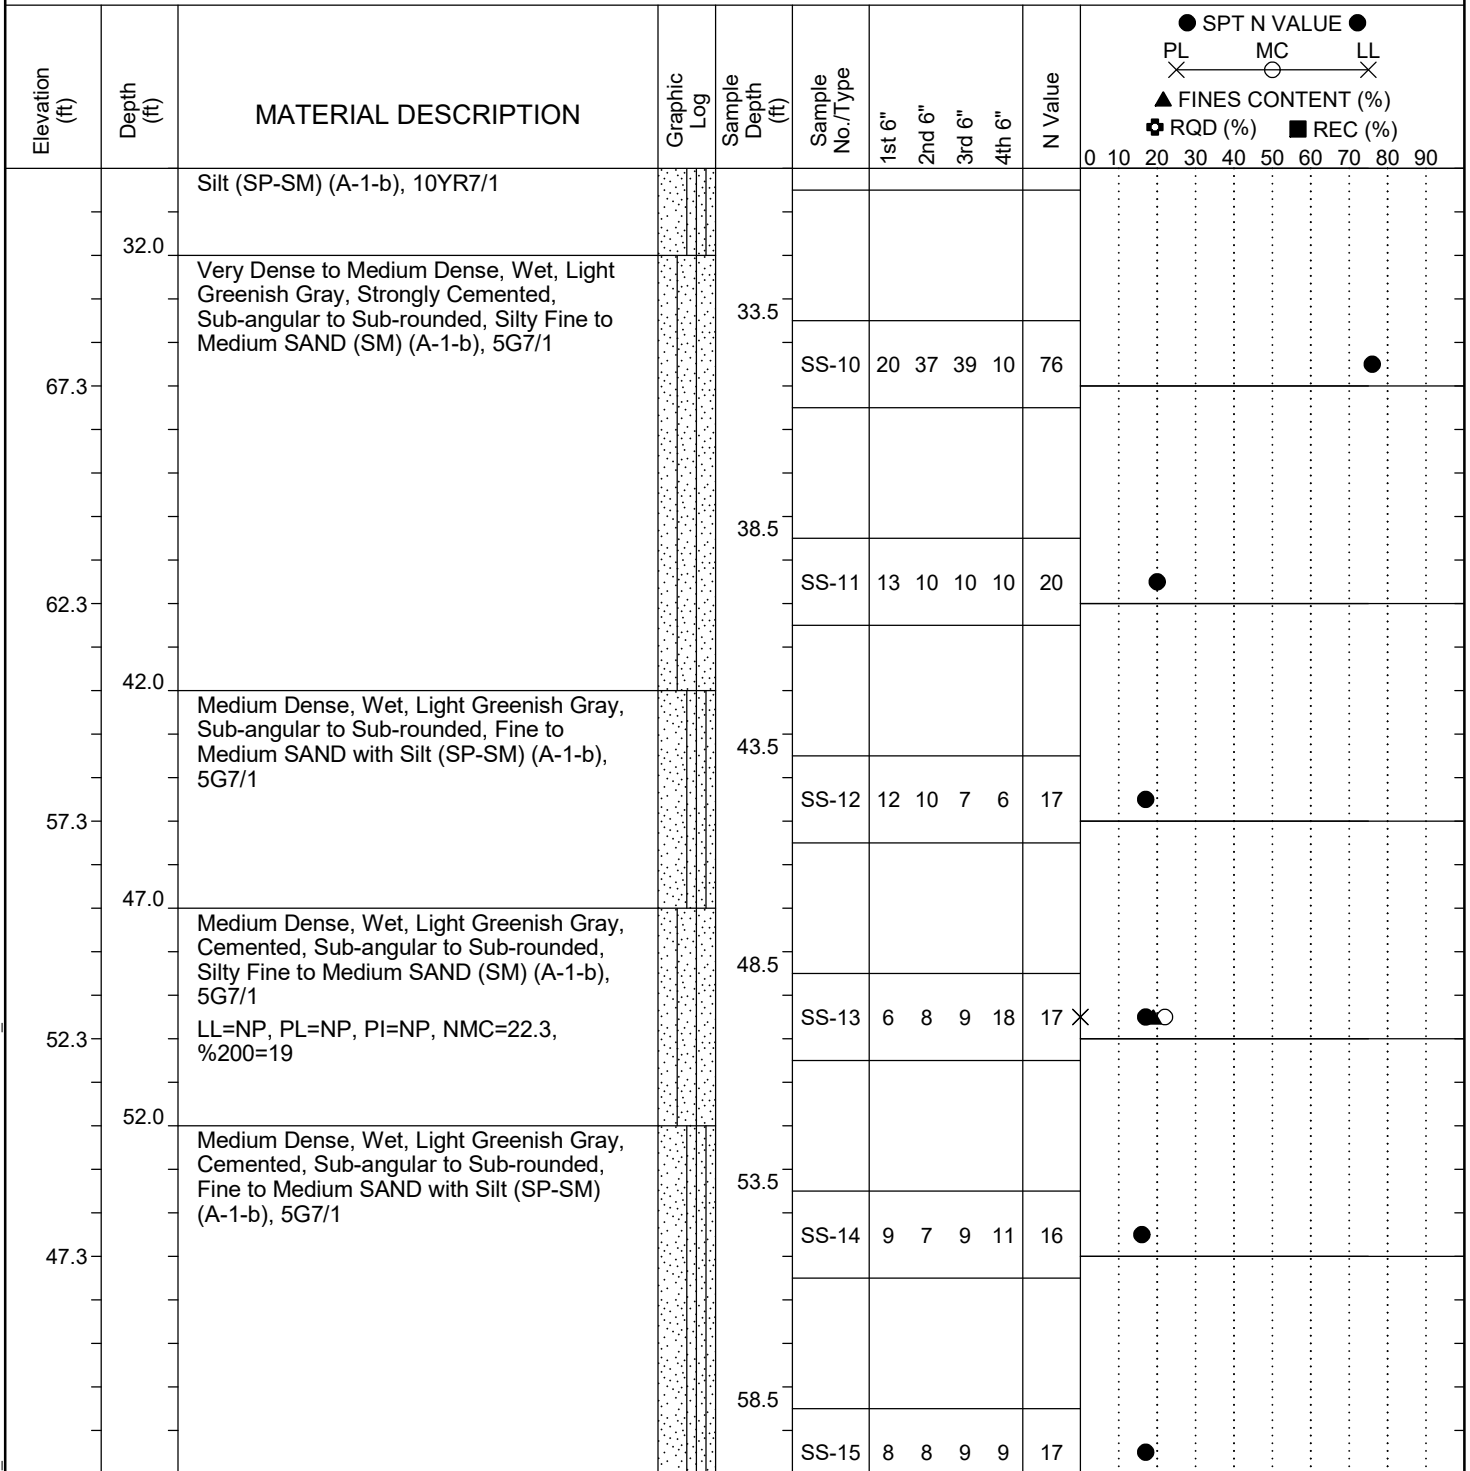 ● SPT N VALUE ●
PL MC LL
▲ FINES CONTENT (%)
RQD (%) ■ REC (%)
0 10 20 30 40 50 60 70 80 90
Elevation
(ft)
Depth
(ft)
MATERIAL DESCRIPTION
Graphic
Log
Sample
Depth
(ft)
Sample
No./Type
1st 6"
2nd 6"
3rd 6"
4th 6"
N Value
Silt (SP-SM) (A-1-b), 10YR7/1
32.0
Very Dense to Medium Dense, Wet, Light
Greenish Gray, Strongly Cemented,
Sub-angular to Sub-rounded, Silty Fine to
Medium SAND (SM) (A-1-b), 5G7/1
33.5
SS-10 20 37 39 10 76
67.3
38.5
SS-11 13 10 10 10 20
62.3
42.0
Medium Dense, Wet, Light Greenish Gray,
Sub-angular to Sub-rounded, Fine to
Medium SAND with Silt (SP-SM) (A-1-b),
5G7/1
43.5
SS-12 12 10 7 6 17
57.3
47.0
Medium Dense, Wet, Light Greenish Gray,
Cemented, Sub-angular to Sub-rounded,
Silty Fine to Medium SAND (SM) (A-1-b),
5G7/1
48.5
LL=NP, PL=NP, PI=NP, NMC=22.3,
%200=19
SS-13 6 8 9 18 17
52.3
52.0
Medium Dense, Wet, Light Greenish Gray,
Cemented, Sub-angular to Sub-rounded,
Fine to Medium SAND with Silt (SP-SM)
(A-1-b), 5G7/1
53.5
SS-14 9 7 9 11 16
47.3
58.5
SS-15 8 8 9 9 17